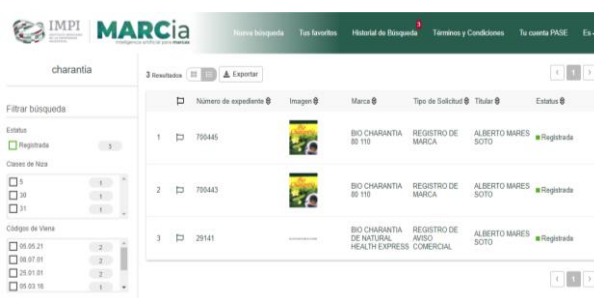 IMPI
MARCia
Inteligencia artificial para marcas
Nueva búsqueda
Tus favoritos
Historial de Búsqueda
3
Términos y Condiciones
Tu cuenta PASE
Es
charantia
3 Resultados
Exportar
1
Filtrar búsqueda
Estatus
Registrada 3
Clases de Niza
5 1
30 1
31 1
Códigos de Viena
05.05.21 2
08.07.01 2
25.01.01 2
05.03.16 1
Número de expediente
Imagen
Marca
Tipo de Solicitud
Titular
Estatus
1 700445 BIO CHARANTIA 80 110 REGISTRO DE MARCA ALBERTO MARES SOTO Registrada
2 700443 BIO CHARANTIA 80 110 REGISTRO DE MARCA ALBERTO MARES SOTO Registrada
3 29141 BIO CHARANTIA DE NATURAL HEALTH EXPRESS REGISTRO DE AVISO COMERCIAL ALBERTO MARES SOTO Registrada
1